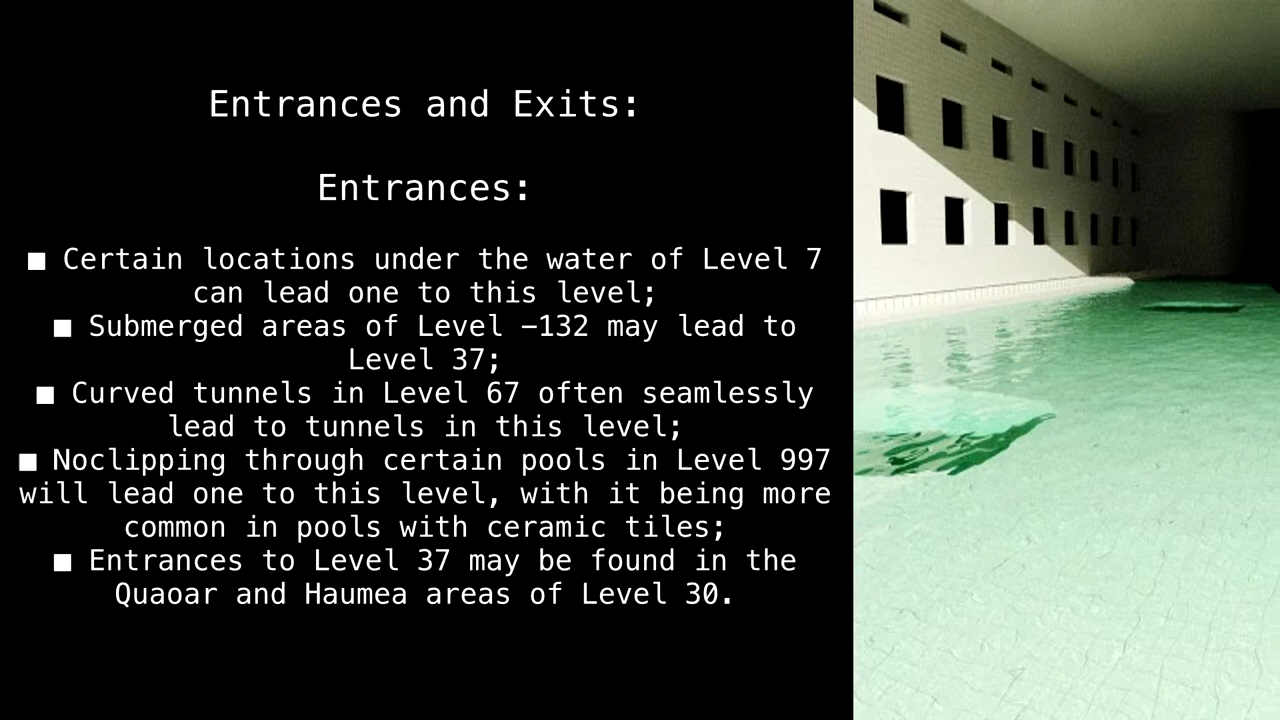 Entrances and Exits:
Entrances:
■ Certain locations under the water of Level 7
can lead one to this level;
■ Submerged areas of Level −132 may lead to
Level 37;
■ Curved tunnels in Level 67 often seamlessly
lead to tunnels in this level;
■ Noclipping through certain pools in Level 997
will lead one to this level, with it being more
common in pools with ceramic tiles;
■ Entrances to Level 37 may be found in the
Quaoar and Haumea areas of Level 30.